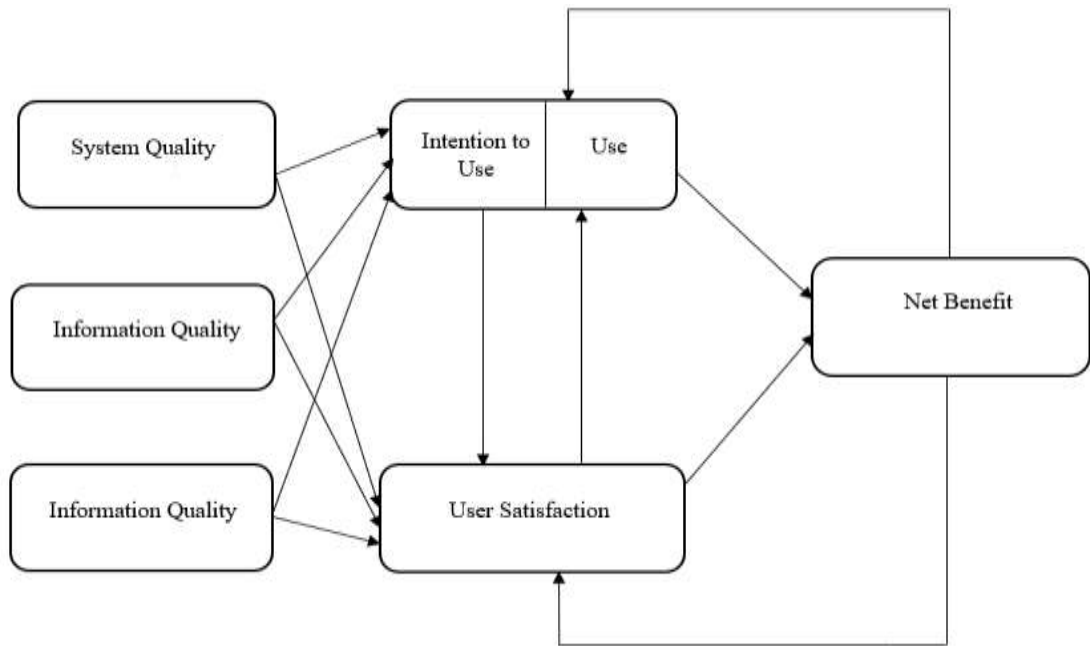 System Quality
Intention to
Use
Use
Information Quality
Net Benefit
Information Quality
User Satisfaction